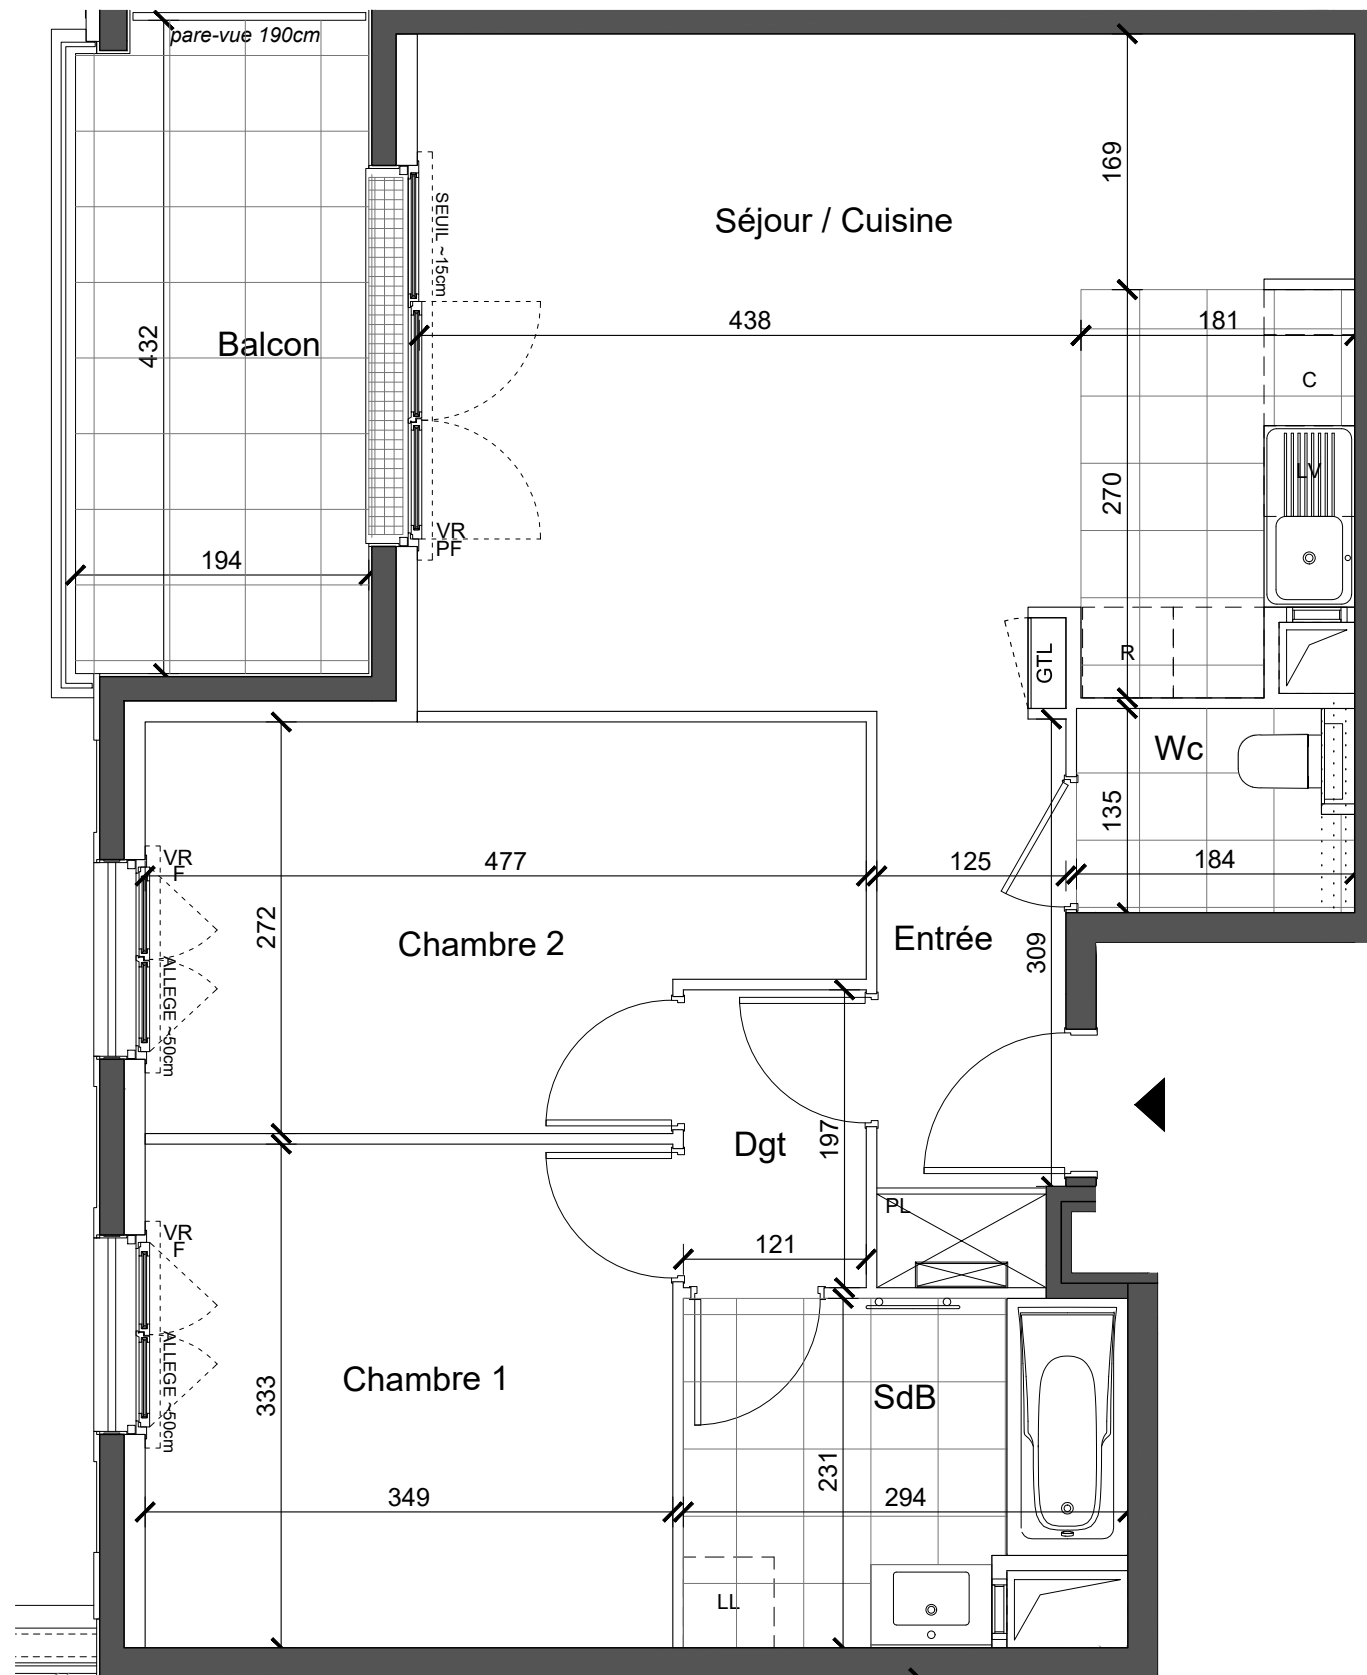 pare-vue 190cm
169
SEUIL ~15cm
Séjour / Cuisine
438
181
432
Balcon
C
LV
270
VR
PF
194
GTL
R
Wc
135
VR
F
477
125
184
272
Chambre 2
Entrée
309
ALLEGE ~50cm
Dgt
197
PL
VR
F
121
ALLEGE ~50cm
Chambre 1
333
SdB
231
349
294
LL